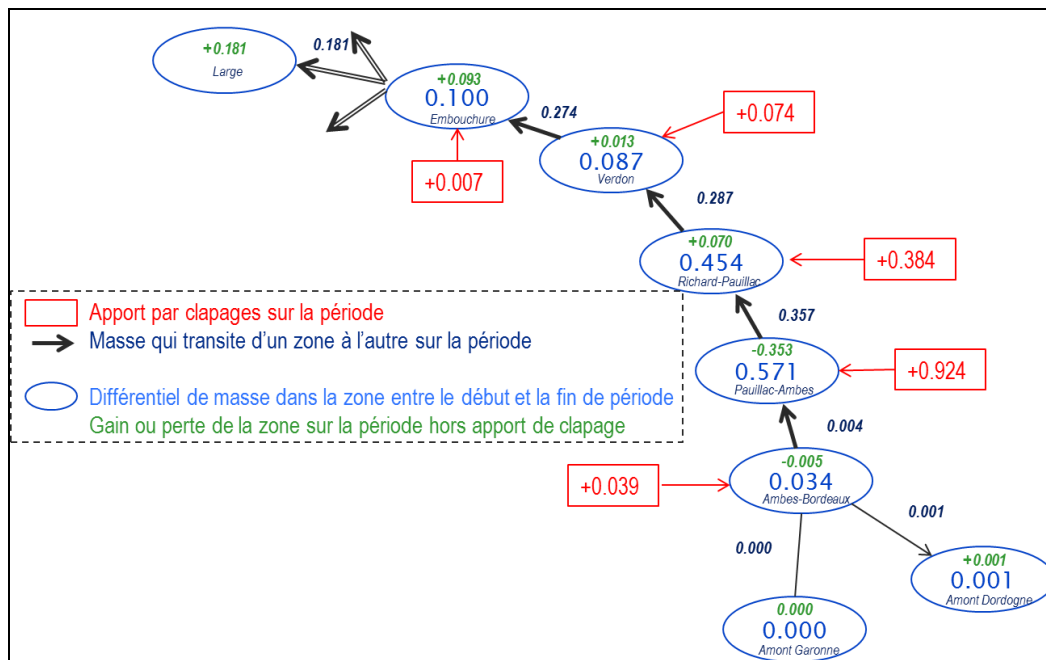 +0.181
Large
0.181
+0.093
0.100
Embouchure
0.274
+0.074
+0.013
0.087
Verdon
+0.007
0.287
+0.070
0.454
Richard-Pauillac
+0.384
Apport par clapages sur la période
Masse qui transite d'un zone à l'autre sur la période
Différentiel de masse dans la zone entre le début et la fin de période
Gain ou perte de la zone sur la période hors apport de clapage
0.357
-0.353
0.571
Pauillac-Ambes
+0.924
0.004
-0.005
0.034
Ambes-Bordeaux
+0.039
0.001
0.000
+0.001
0.001
Amont Dordogne
0.000
0.000
Amont Garonne